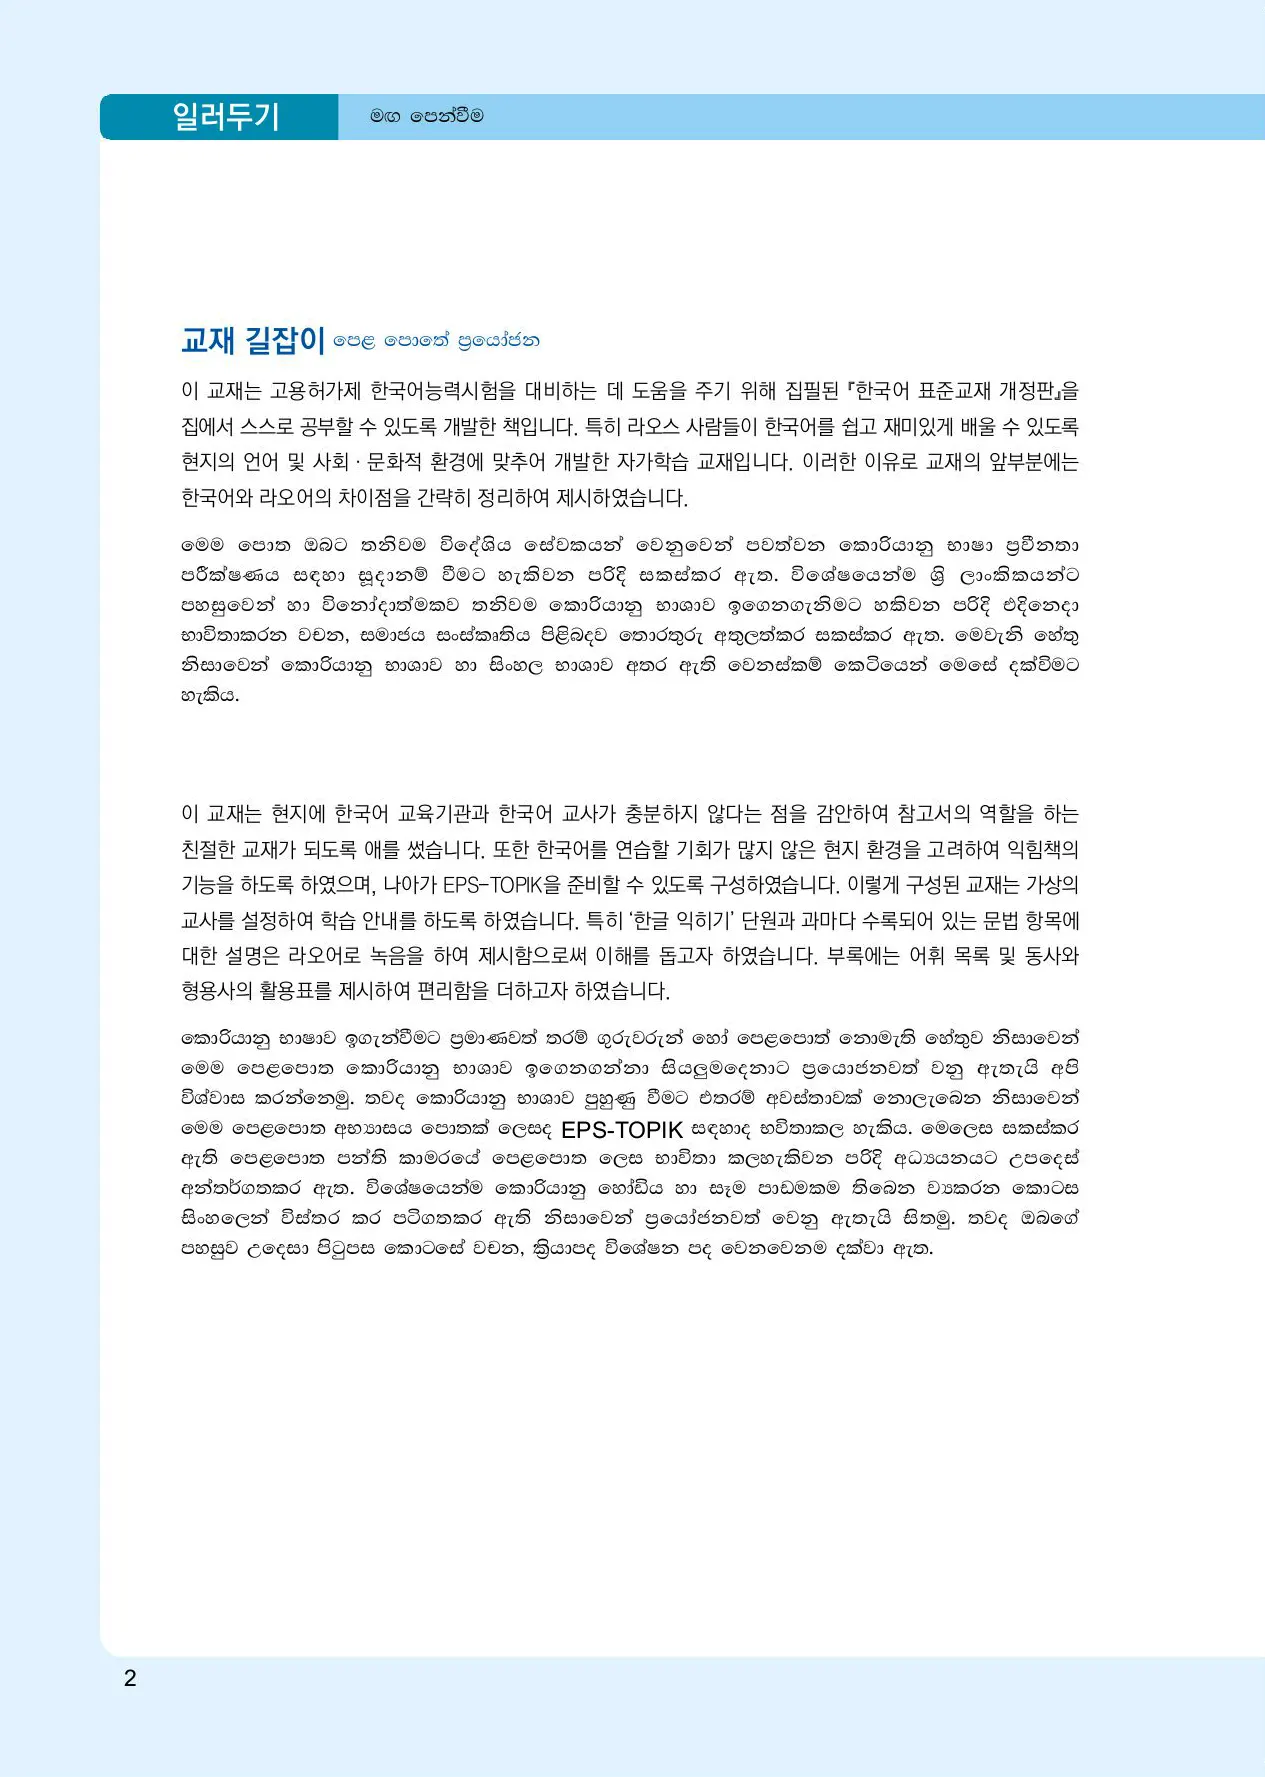 일러두기 මඟ පෙන්වීම
교재 길잡이 පෙළ පොතේ ප්‍රයෝජන
이 교재는 고용허가제 한국어능력시험을 대비하는 데 도움을 주기 위해 집필된 『한국어 표준교재 개정판』을
집에서 스스로 공부할 수 있도록 개발한 책입니다. 특히 라오스 사람들이 한국어를 쉽고 재미있게 배울 수 있도록
현지의 언어 및 사회 · 문화적 환경에 맞추어 개발한 자가학습 교재입니다. 이러한 이유로 교재의 앞부분에는
한국어와 라오어의 차이점을 간략히 정리하여 제시하였습니다.
මෙම පොත ඔබට තනිවම විදේශිය සේවකයන් වෙනුවෙන් පවත්වන කොරියානු භාෂා ප්‍රවීනතා
පරීක්ෂණය සඳහා සූදානම් වීමට හැකිවන පරිදි සකස්කර ඇත. විශේෂයෙන්ම ශ්‍රි ලාංකිකයන්ට
පහසුවෙන් හා විනෝදාත්මකව තනිවම කොරියානු භාශාව ඉගෙනගැනිමට හකිවන පරිදි එදිනෙදා
භාවිතාකරන වචන, සමාජය සංස්කෘතිය පිළිබදව තොරතුරු අතුලත්කර සකස්කර ඇත. මෙවැනි හේතු
නිසාවෙන් කොරියානු භාශාව හා සිංහල භාශාව අතර ඇති වෙනස්කම් කෙටියෙන් මෙසේ දක්විමට
හැකිය.
이 교재는 현지에 한국어 교육기관과 한국어 교사가 충분하지 않다는 점을 감안하여 참고서의 역할을 하는
친절한 교재가 되도록 애를 썼습니다. 또한 한국어를 연습할 기회가 많지 않은 현지 환경을 고려하여 익힘책의
기능을 하도록 하였으며, 나아가 EPS-TOPIK을 준비할 수 있도록 구성하였습니다. 이렇게 구성된 교재는 가상의
교사를 설정하여 학습 안내를 하도록 하였습니다. 특히 ‘한글 익히기’ 단원과 과마다 수록되어 있는 문법 항목에
대한 설명은 라오어로 녹음을 하여 제시함으로써 이해를 돕고자 하였습니다. 부록에는 어휘 목록 및 동사와
형용사의 활용표를 제시하여 편리함을 더하고자 하였습니다.
කොරියානු භාෂාව ඉගැන්වීමට ප්‍රමාණවත් තරම් ගුරුවරුන් හෝ පෙළපොත් නොමැති හේතුව නිසාවෙන්
මෙම පෙළපොත කොරියානු භාශාව ඉගෙනගන්නා සියලුමදෙනාට ප්‍රයොජනවත් වනු ඇතැයි අපි
විශ්වාස කරන්නෙමු. තවද කොරියානු භාශාව පුහුණු වීමට එතරම් අවස්තාවක් නොලැබෙන නිසාවෙන්
මෙම පෙළපොත අභ්‍යාසය පොතක් ලෙසද EPS-TOPIK සඳහාද භවිතාකල හැකිය. මෙලෙස සකස්කර
ඇති පෙළපොත පන්ති කාමරයේ පෙළපොත ලෙස භාවිතා කලහැකිවන පරිදි අධ්‍යයනයට උපදෙස්
අන්තර්ගතකර ඇත. විශේෂයෙන්ම කොරියානු හෝඩිය හා සෑම පාඩමකම තිබෙන ව්‍යකරන කොටස
සිංහලෙන් විස්තර කර පටිගතකර ඇති නිසාවෙන් ප්‍රයෝජනවත් වෙනු ඇතැයි සිතමු. තවද ඔබගේ
පහසුව උදෙසා පිටුපස කොටසේ වචන, ක්‍රියාපද විශේෂන පද වෙනවෙනම දක්වා ඇත.
2